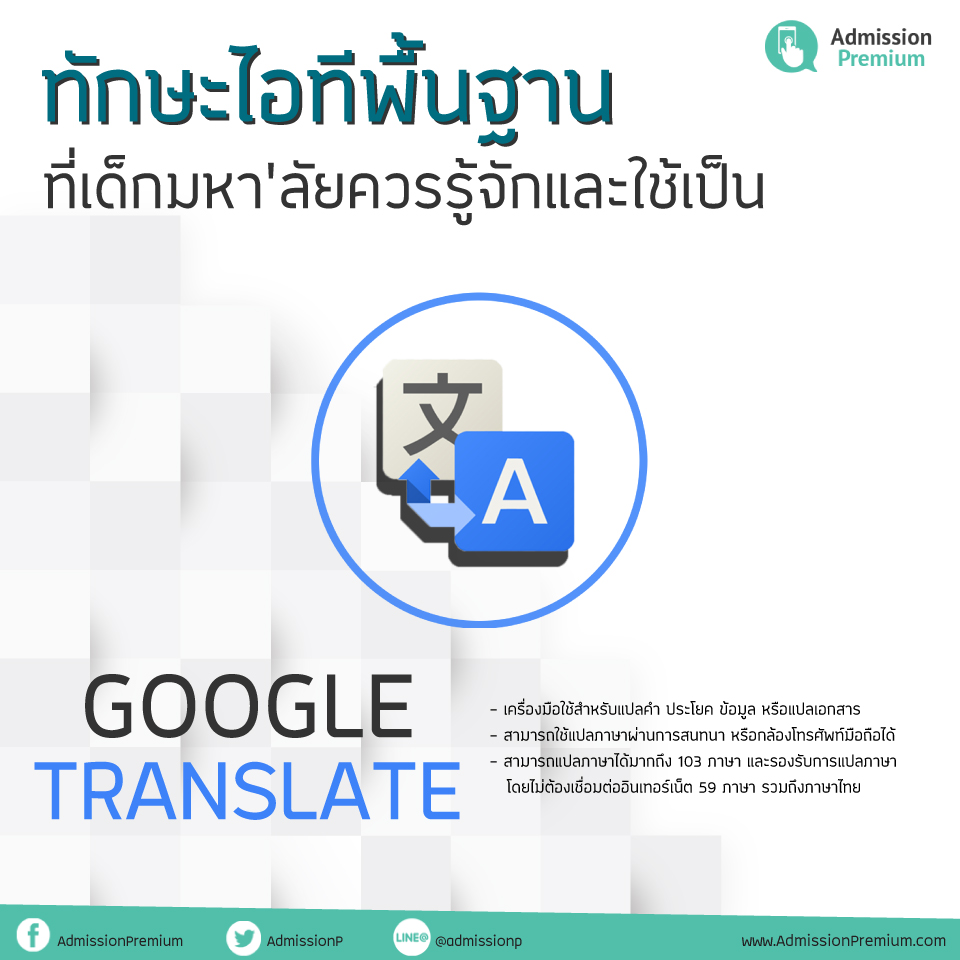 Admission
Premium
ทักษะไอทีพื้นฐาน
ที่เด็กมหา'ลัยควรรู้จักและใช้เป็น
文
A
GOOGLE
TRANSLATE
- เครื่องมือใช้สำหรับแปลคำ ประโยค ข้อมูล หรือแปลเอกสาร
- สามารถใช้แปลภาษาผ่านการสนทนา หรือกล้องโทรศัพท์มือถือได้
- สามารถแปลภาษาได้มากถึง 103 ภาษา และรองรับการแปลภาษา
โดยไม่ต้องเชื่อมต่ออินเทอร์เน็ต 59 ภาษา รวมถึงภาษาไทย
f AdmissionPremium AdmissionP LINE@ @admissionp www.AdmissionPremium.com